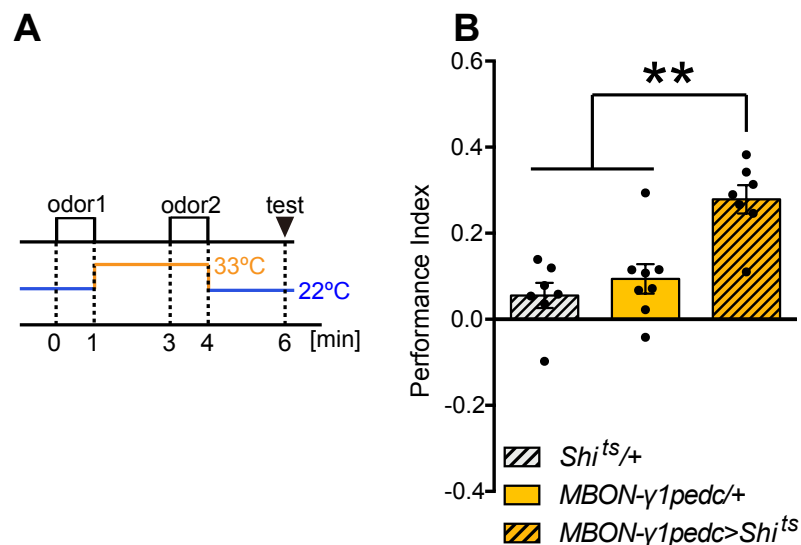 A
odor1 odor2 test
33ºC
22ºC
0 1 3 4 6 [min]
B
**
Performance Index
0.6
0.4
0.2
0.0
-0.2
-0.4
Shi ts/+
MBON-γ1pedc/+
MBON-γ1pedc>Shi ts